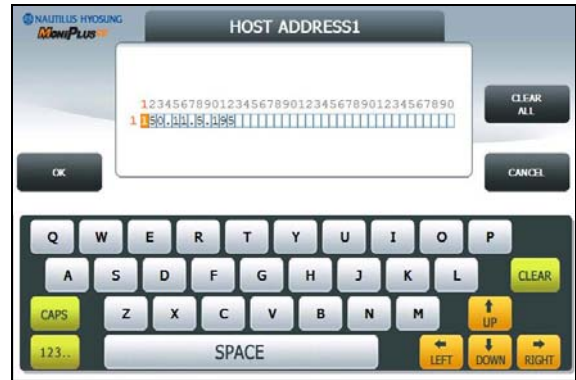 NAUTILUS HYOSUNG
MoniPlus
HOST ADDRESS1
1234567890123456789012345678901234567890
1 150.11.5.195
CLEAR
ALL
OK
CANCEL
Q W E R T Y U I O P
A S D F G H J K L CLEAR
CAPS Z X C V B N M UP
123.. SPACE LEFT DOWN RIGHT